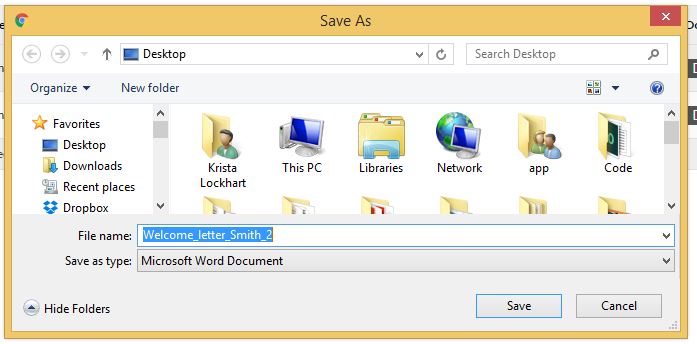 Save As
Desktop
Search Desktop
Organize
New folder
Favorites
Desktop
Downloads
Recent places
Dropbox
Krista
Lockhart
This PC
Libraries
Network
app
Code
File name: Welcome_letter_Smith_2
Save as type: Microsoft Word Document
Hide Folders
Save
Cancel